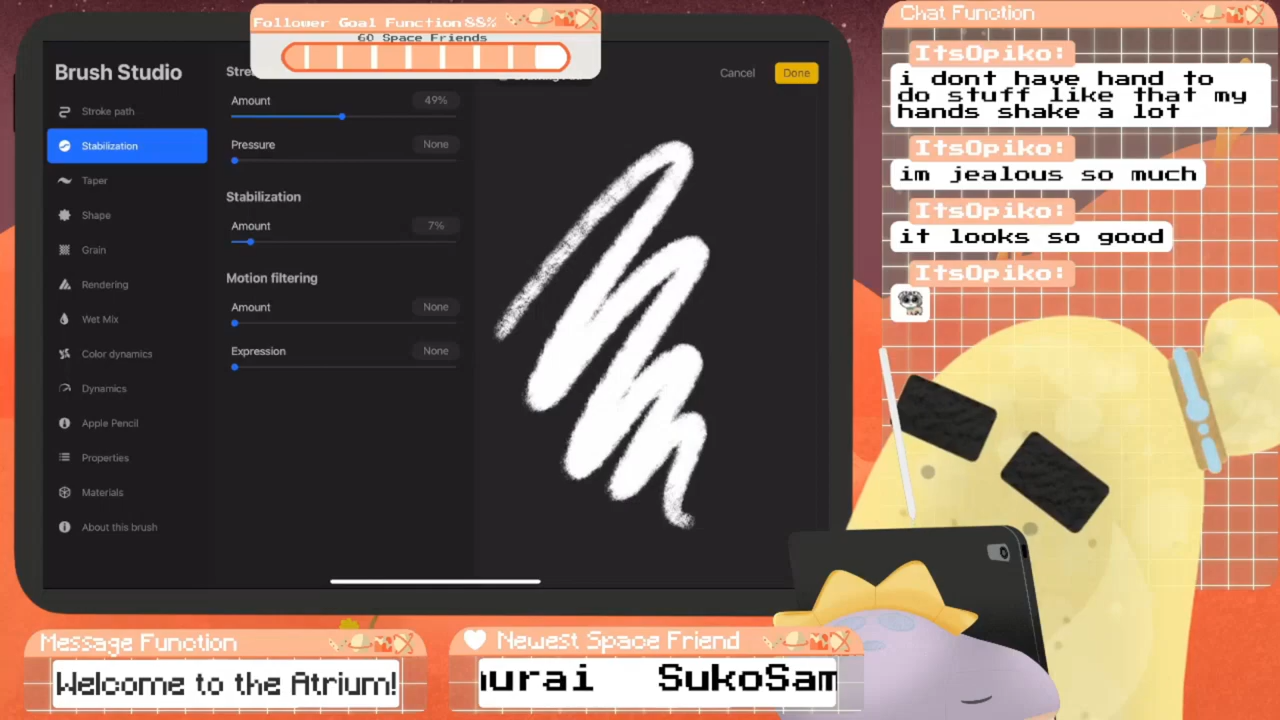 Follower Goal Function 88%
60 Space Friends
Brush Studio
Cancel
Done
Stroke path
Stabilization
Taper
Shape
Grain
Rendering
Wet Mix
Color dynamics
Dynamics
Apple Pencil
Properties
Materials
About this brush
Amount
49%
Pressure
None
Stabilization
Amount
7%
Motion filtering
Amount
None
Expression
None
Chat Function
ItsOpiko:
i dont have hand to
do stuff like that my
hands shake a lot
ItsOpiko:
im jealous so much
ItsOpiko:
it looks so good
ItsOpiko:
Message Function
Welcome to the Atrium!
Newest Space Friend
urai SukoSam